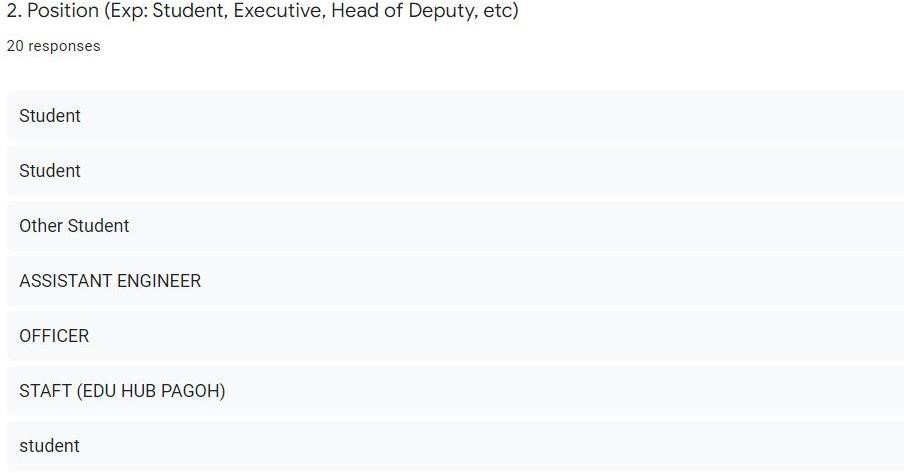 2. Position (Exp: Student, Executive, Head of Deputy, etc)
20 responses
Student
Student
Other Student
ASSISTANT ENGINEER
OFFICER
STAFT (EDU HUB PAGOH)
student